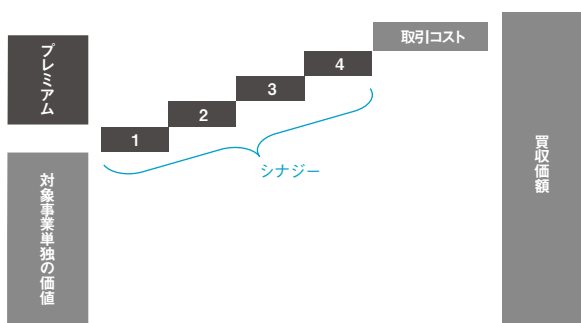 プレミアム
対象事業単独の価値
1
2
3
4
シナジー
取引コスト
買収価額